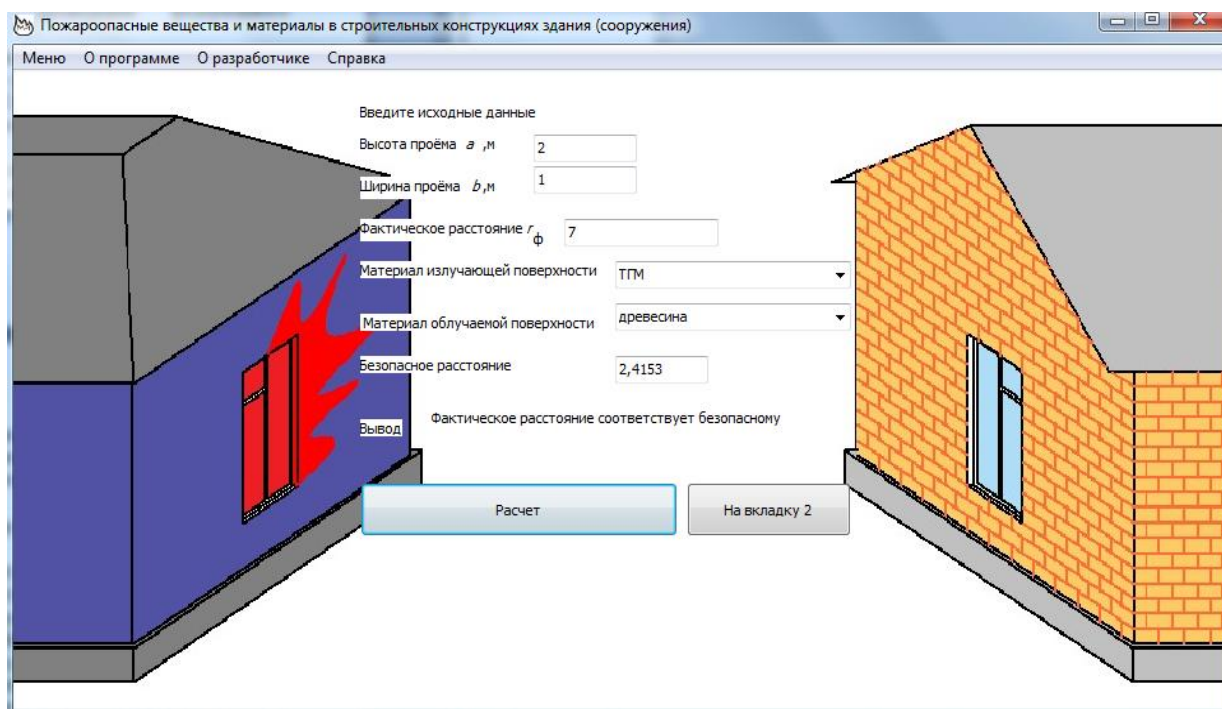 Пожароопасные вещества и материалы в строительных конструкциях здания (сооружения)
Меню О программе О разработчике Справка
Введите исходные данные
Высота проёма a ,м 2
Ширина проёма b,м 1
Фактическое расстояние rф 7
Материал излучающей поверхности ТГМ
Материал облучаемой поверхности древесина
Безопасное расстояние 2,4153
Вывод Фактическое расстояние соответствует безопасному
Расчет На вкладку 2